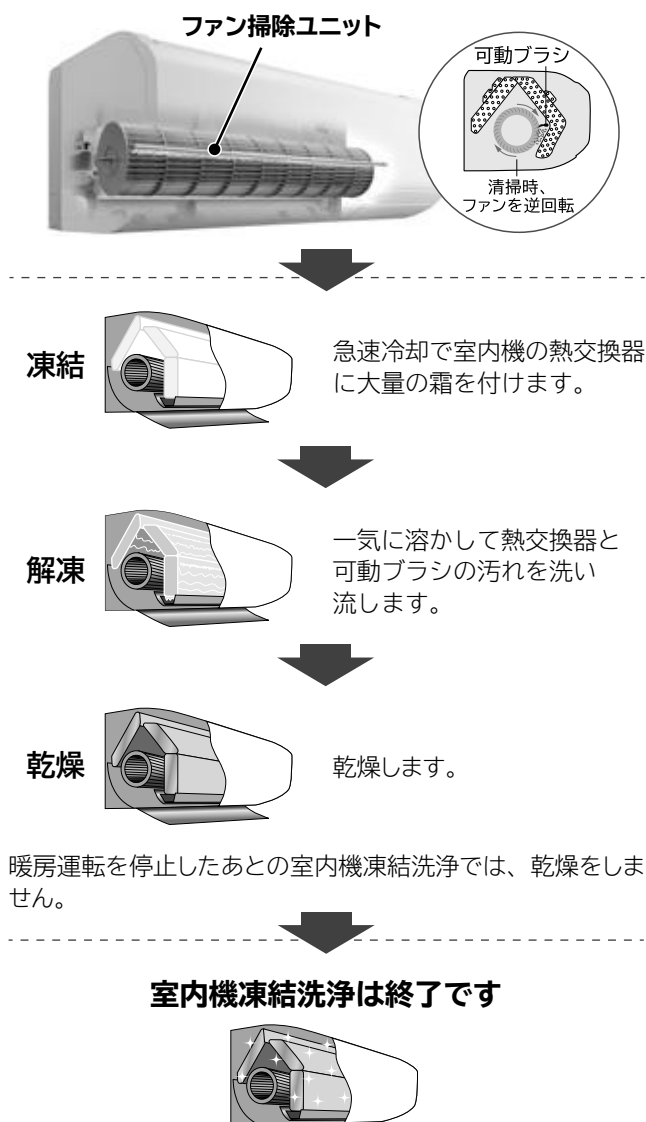 ファン掃除ユニット
可動ブラシ
清掃時、
ファンを逆回転
凍結
急速冷却で室内機の熱交換器
に大量の霜を付けます。
解凍
一気に溶かして熱交換器と
可動ブラシの汚れを洗い
流します。
乾燥
乾燥します。
暖房運転を停止したあとの室内機凍結洗浄では、乾燥をしま
せん。
室内機凍結洗浄は終了です